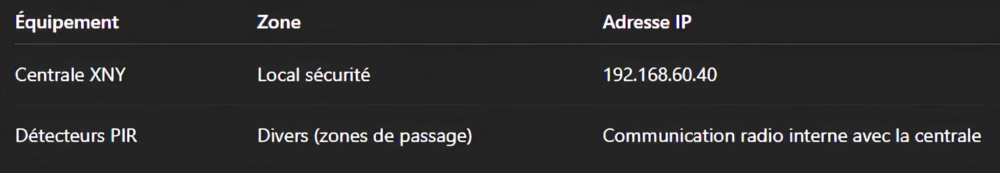 Équipement Zone Adresse IP
Centrale XNY Local sécurité 192.168.60.40
Détecteurs PIR Divers (zones de passage) Communication radio interne avec la centrale